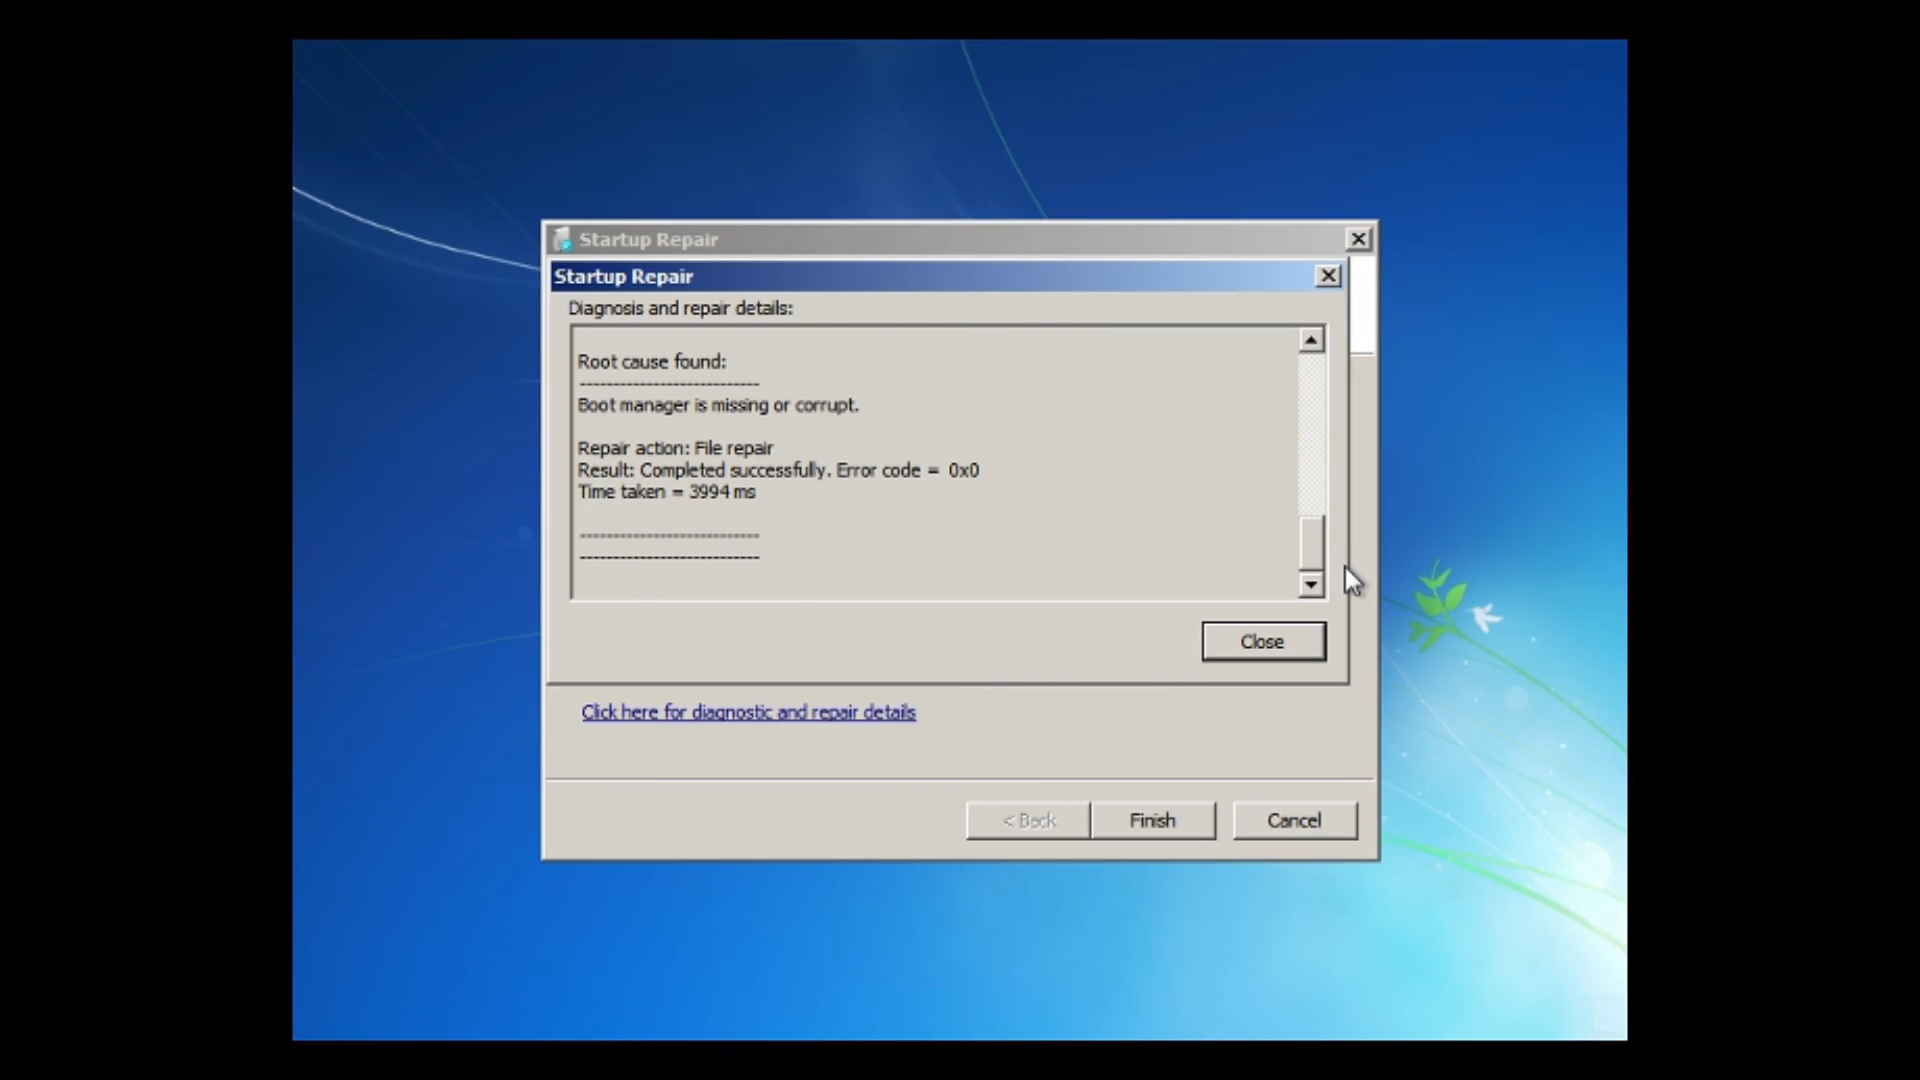 Startup Repair
Startup Repair
Diagnosis and repair details:
Root cause found:
---------------------------
Boot manager is missing or corrupt.
Repair action: File repair
Result: Completed successfully. Error code =  0x0
Time taken = 3994 ms
---------------------------
---------------------------
Close
Click here for diagnostic and repair details
< Back
Finish
Cancel